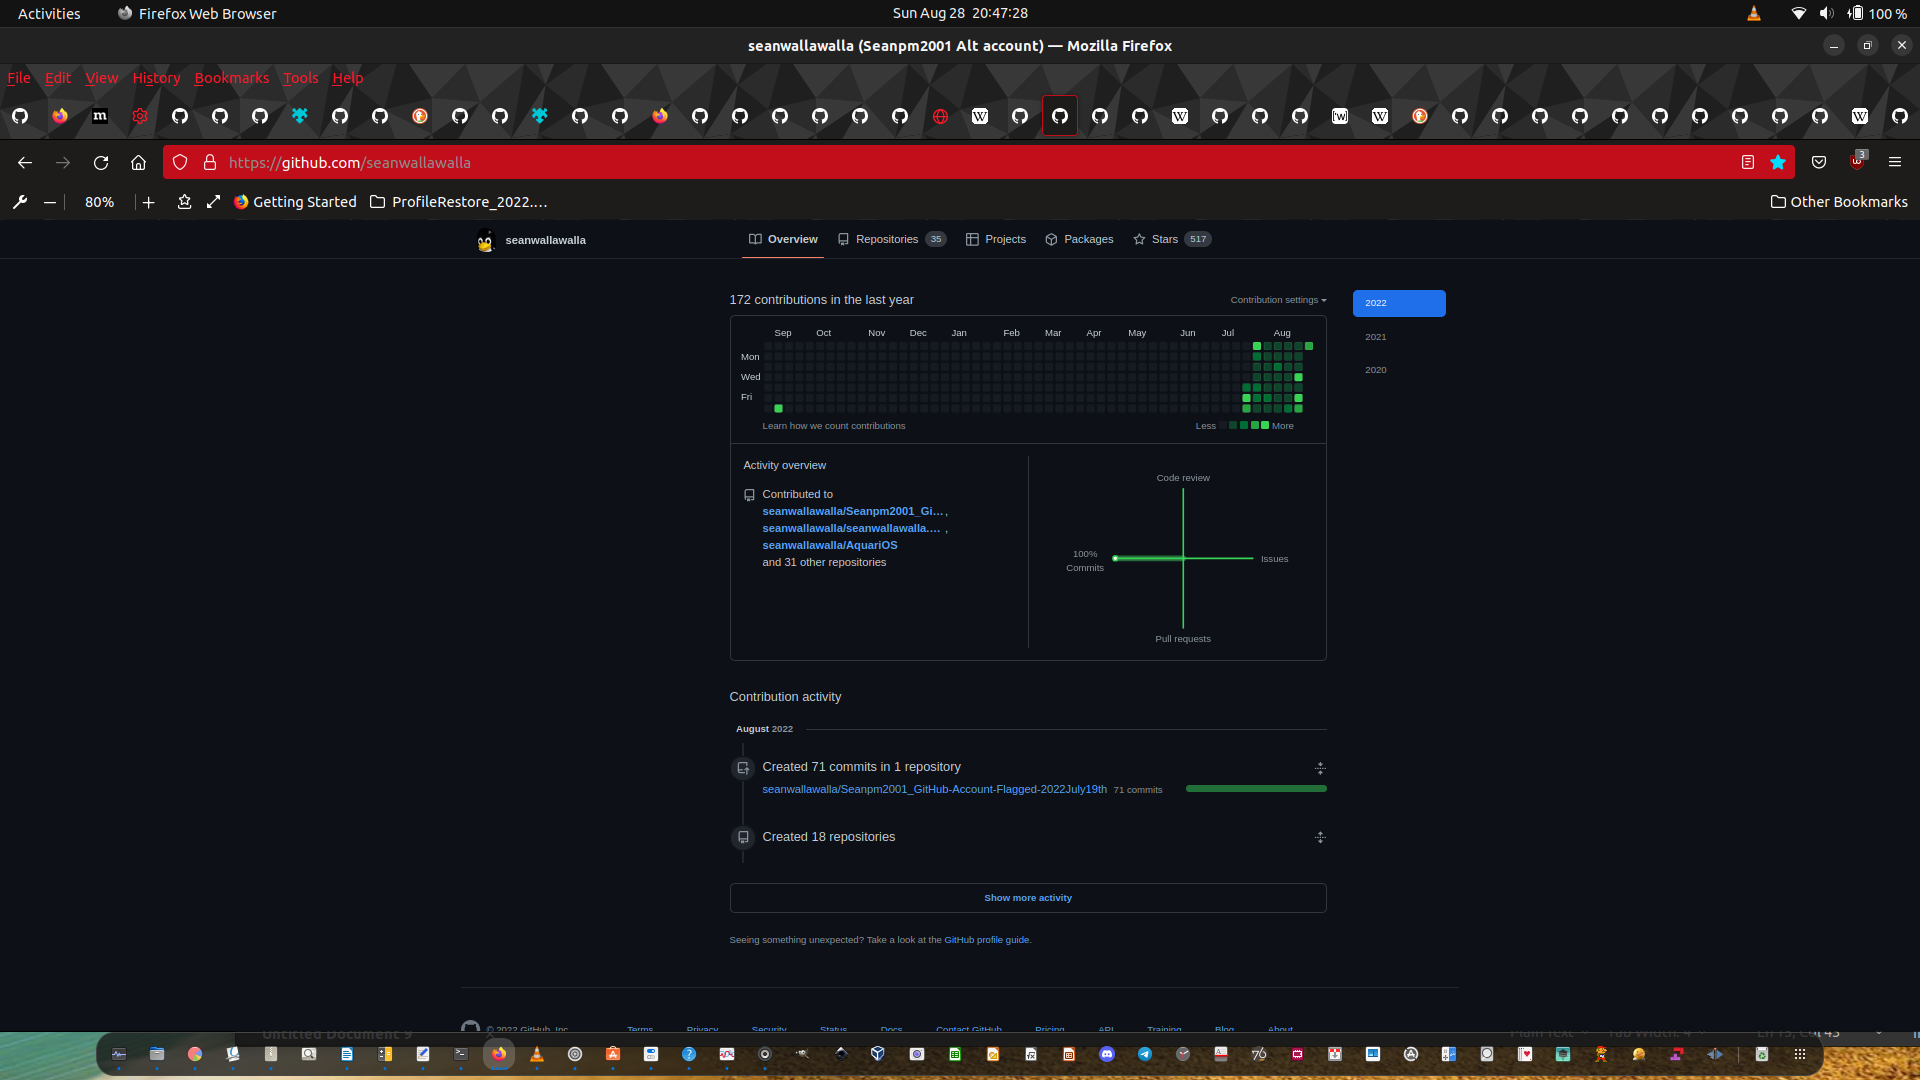 Activities Firefox Web Browser Sun Aug 28 20:47:28 100 %
seanwallawalla (Seanpm2001 Alt account) — Mozilla Firefox
File Edit View History Bookmarks Tools Help
https://github.com/seanwallawalla 3
80% Getting Started ProfileRestore_2022.… Other Bookmarks
seanwallawalla Overview Repositories 35 Projects Packages Stars 517
172 contributions in the last year Contribution settings 2022
Sep Oct Nov Dec Jan Feb Mar Apr May Jun Jul Aug
2021
Mon
2020
Wed
Fri
Learn how we count contributions Less More
Activity overview
Contributed to
seanwallawalla/Seanpm2001_Gi… ,
seanwallawalla/seanwallawalla.… ,
seanwallawalla/AquariOS
and 31 other repositories
Code review
100%
Commits
Issues
Pull requests
Contribution activity
August 2022
Created 71 commits in 1 repository
seanwallawalla/Seanpm2001_GitHub-Account-Flagged-2022July19th 71 commits
Created 18 repositories
Show more activity
Seeing something unexpected? Take a look at the GitHub profile guide.
© 2022 GitHub, Inc. Terms Privacy Security Status Docs Contact GitHub Pricing API Training Blog About
Untitled Document 9